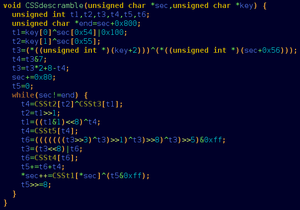 void CSSdescramble(unsigned char *sec,unsigned char *key) {
unsigned int t1,t2,t3,t4,t5,t6;
unsigned char *end=sec+0x800;
t1=key[0]^sec[0x54]|0x100;
t2=key[1]^sec[0x55];
t3=(*((unsigned int *)(key+2)))^(*((unsigned int *)(sec+0x56)));
t4=t3&7;
t3=t3*2+8-t4;
sec+=0x80;
t5=0;
while(sec!=end) {
t4=CSSt2[t2]^CSSt3[t1];
t2=t1>>1;
t1=((t1&1)<<8)^t4;
t4=CSSt5[t4];
t6=(((((((t3>>3)^t3)>>1)^t3)>>8)^t3)>>5)&0xff;
t3=(t3<<8)|t6;
t6=CSSt4[t6];
t5+=t6+t4;
*sec++=CSSt1[*sec]^(t5&0xff);
t5>>=8;
}
}